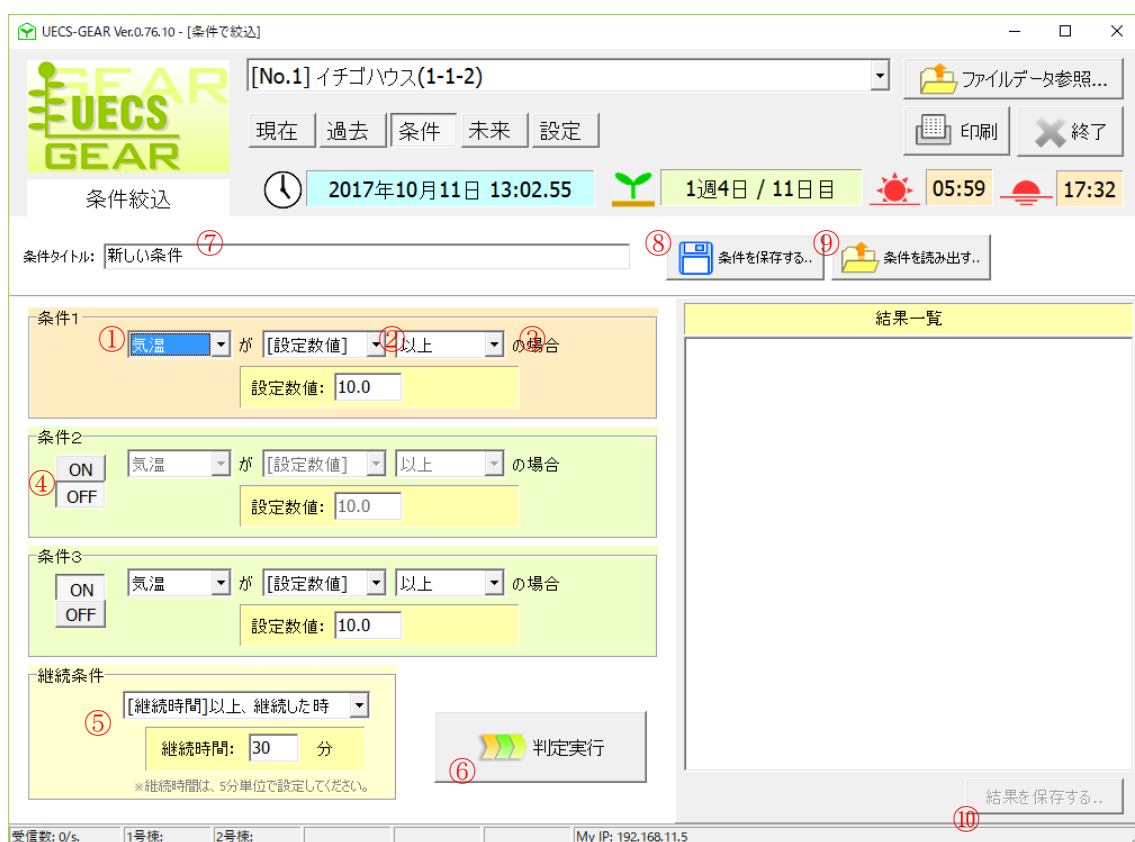 UECS-GEAR Ver.0.76.10 - [条件で絞込]
GEAR
UECS
GEAR
条件絞込
[No.1] イチゴハウス(1-1-2)
ファイルデータ参照...
現在 過去 条件 未来 設定
印刷 終了
2017年10月11日 13:02.55 1週4日 / 11日目 05:59 17:32
条件タイトル: 新しい条件 ⑦
⑧ 条件を保存する.. ⑨ 条件を読み出す..
条件1
① 気温 が [設定数値] ② 以上 ③ の場合
設定数値: 10.0
条件2
④ ON OFF
気温 が [設定数値] 以上 の場合
設定数値: 10.0
条件3
ON OFF
気温 が [設定数値] 以上 の場合
設定数値: 10.0
継続条件
⑤ [継続時間]以上、継続した時
継続時間: 30 分
※継続時間は、5分単位で設定してください。
⑥ 判定実行
結果一覧
⑩ 結果を保存する..
受信数: 0/s. 1号棟: 2号棟: My IP: 192.168.11.5